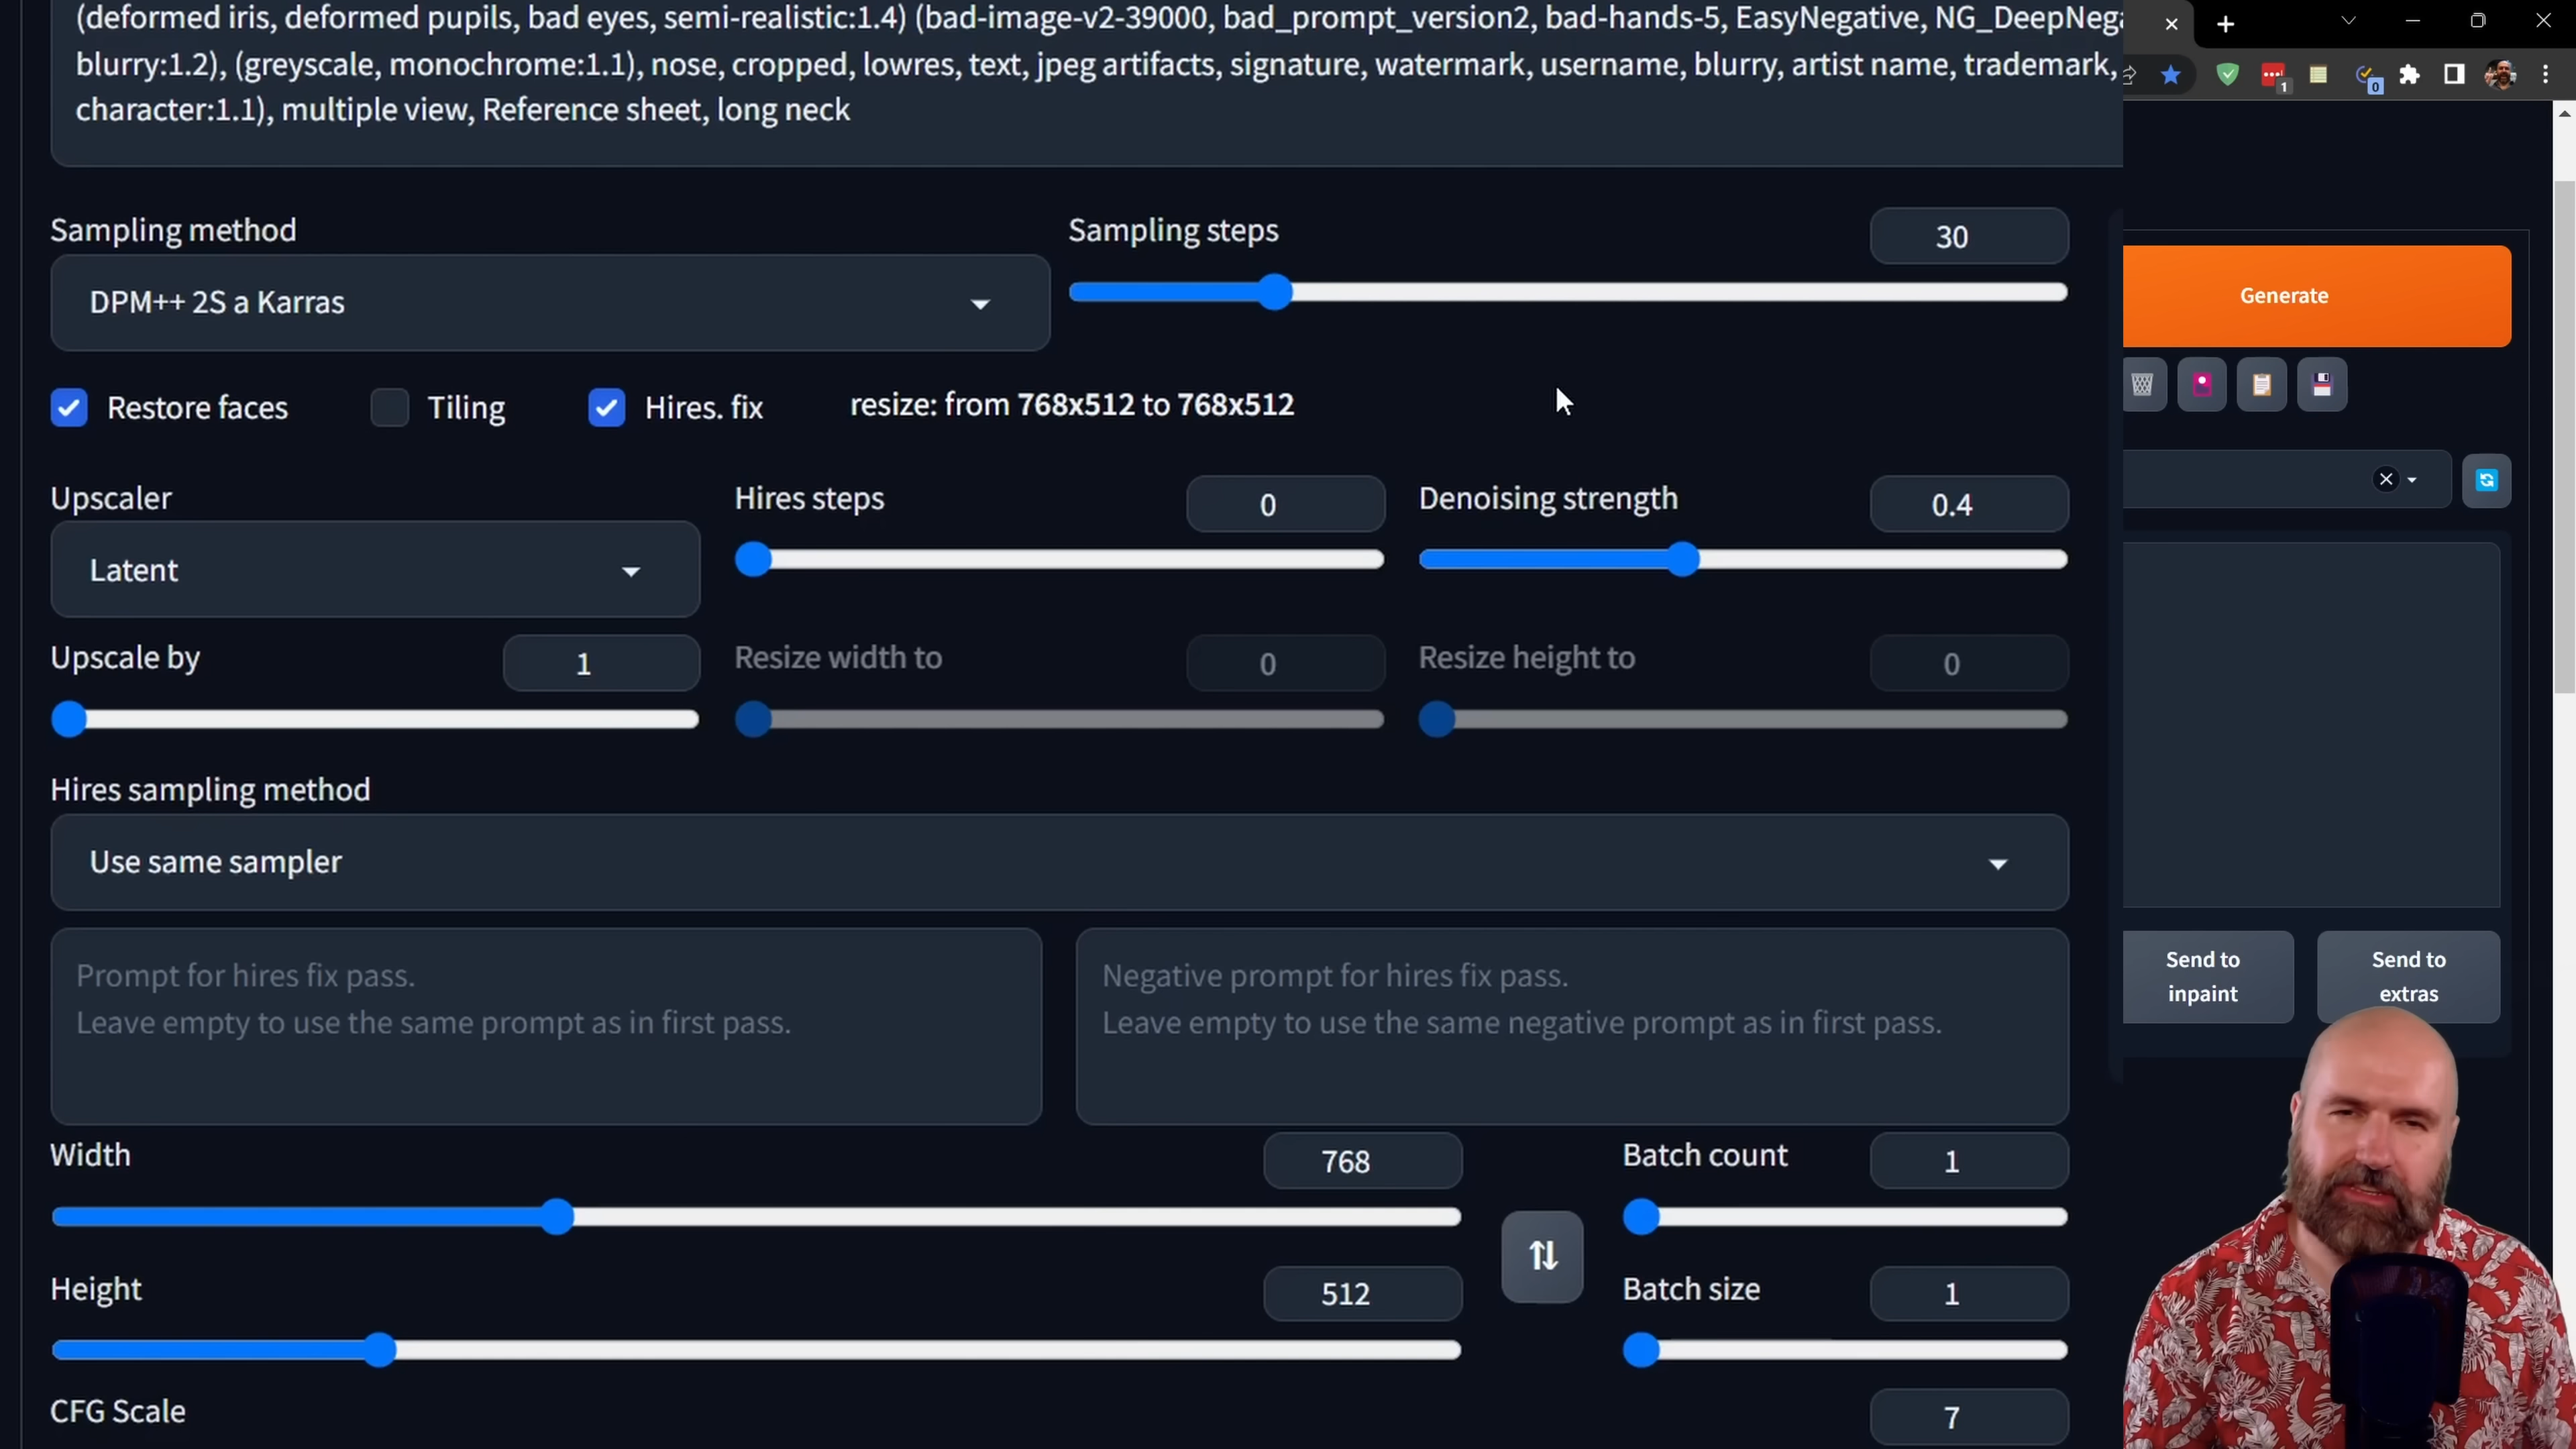 (deformed iris, deformed pupils, bad eyes, semi-realistic:1.4) (bad-image-v2-39000, bad_prompt_version2, bad-hands-5, EasyNegative, NG_DeepNega
blurry:1.2), (greyscale, monochrome:1.1), nose, cropped, lowres, text, jpeg artifacts, signature, watermark, username, blurry, artist name, trademark,
character:1.1), multiple view, Reference sheet, long neck
Sampling method
Sampling steps
30
DPM++ 2S a Karras
Generate
Restore faces
Tiling
Hires. fix
resize: from 768x512 to 768x512
Upscaler
Hires steps
0
Denoising strength
0.4
Latent
Upscale by
1
Resize width to
0
Resize height to
0
Hires sampling method
Use same sampler
Prompt for hires fix pass.
Leave empty to use the same prompt as in first pass.
Negative prompt for hires fix pass.
Leave empty to use the same negative prompt as in first pass.
Send to
inpaint
Send to
extras
Width
768
Batch count
1
Height
512
Batch size
1
CFG Scale
7
1
0